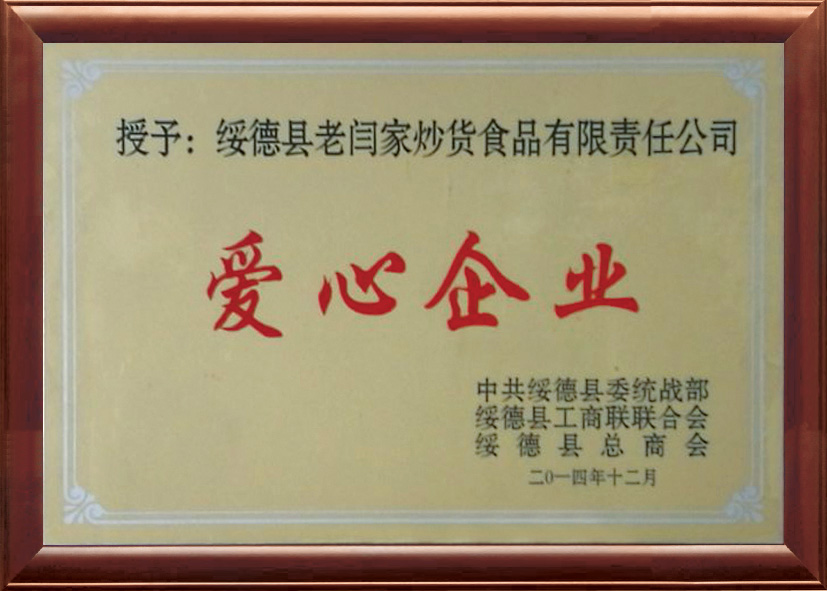 授予：绥德县老闫家炒货食品有限责任公司
爱心企业
中共绥德县委统战部
绥德县工商联联合会
绥德县总商会
二0一四年十二月